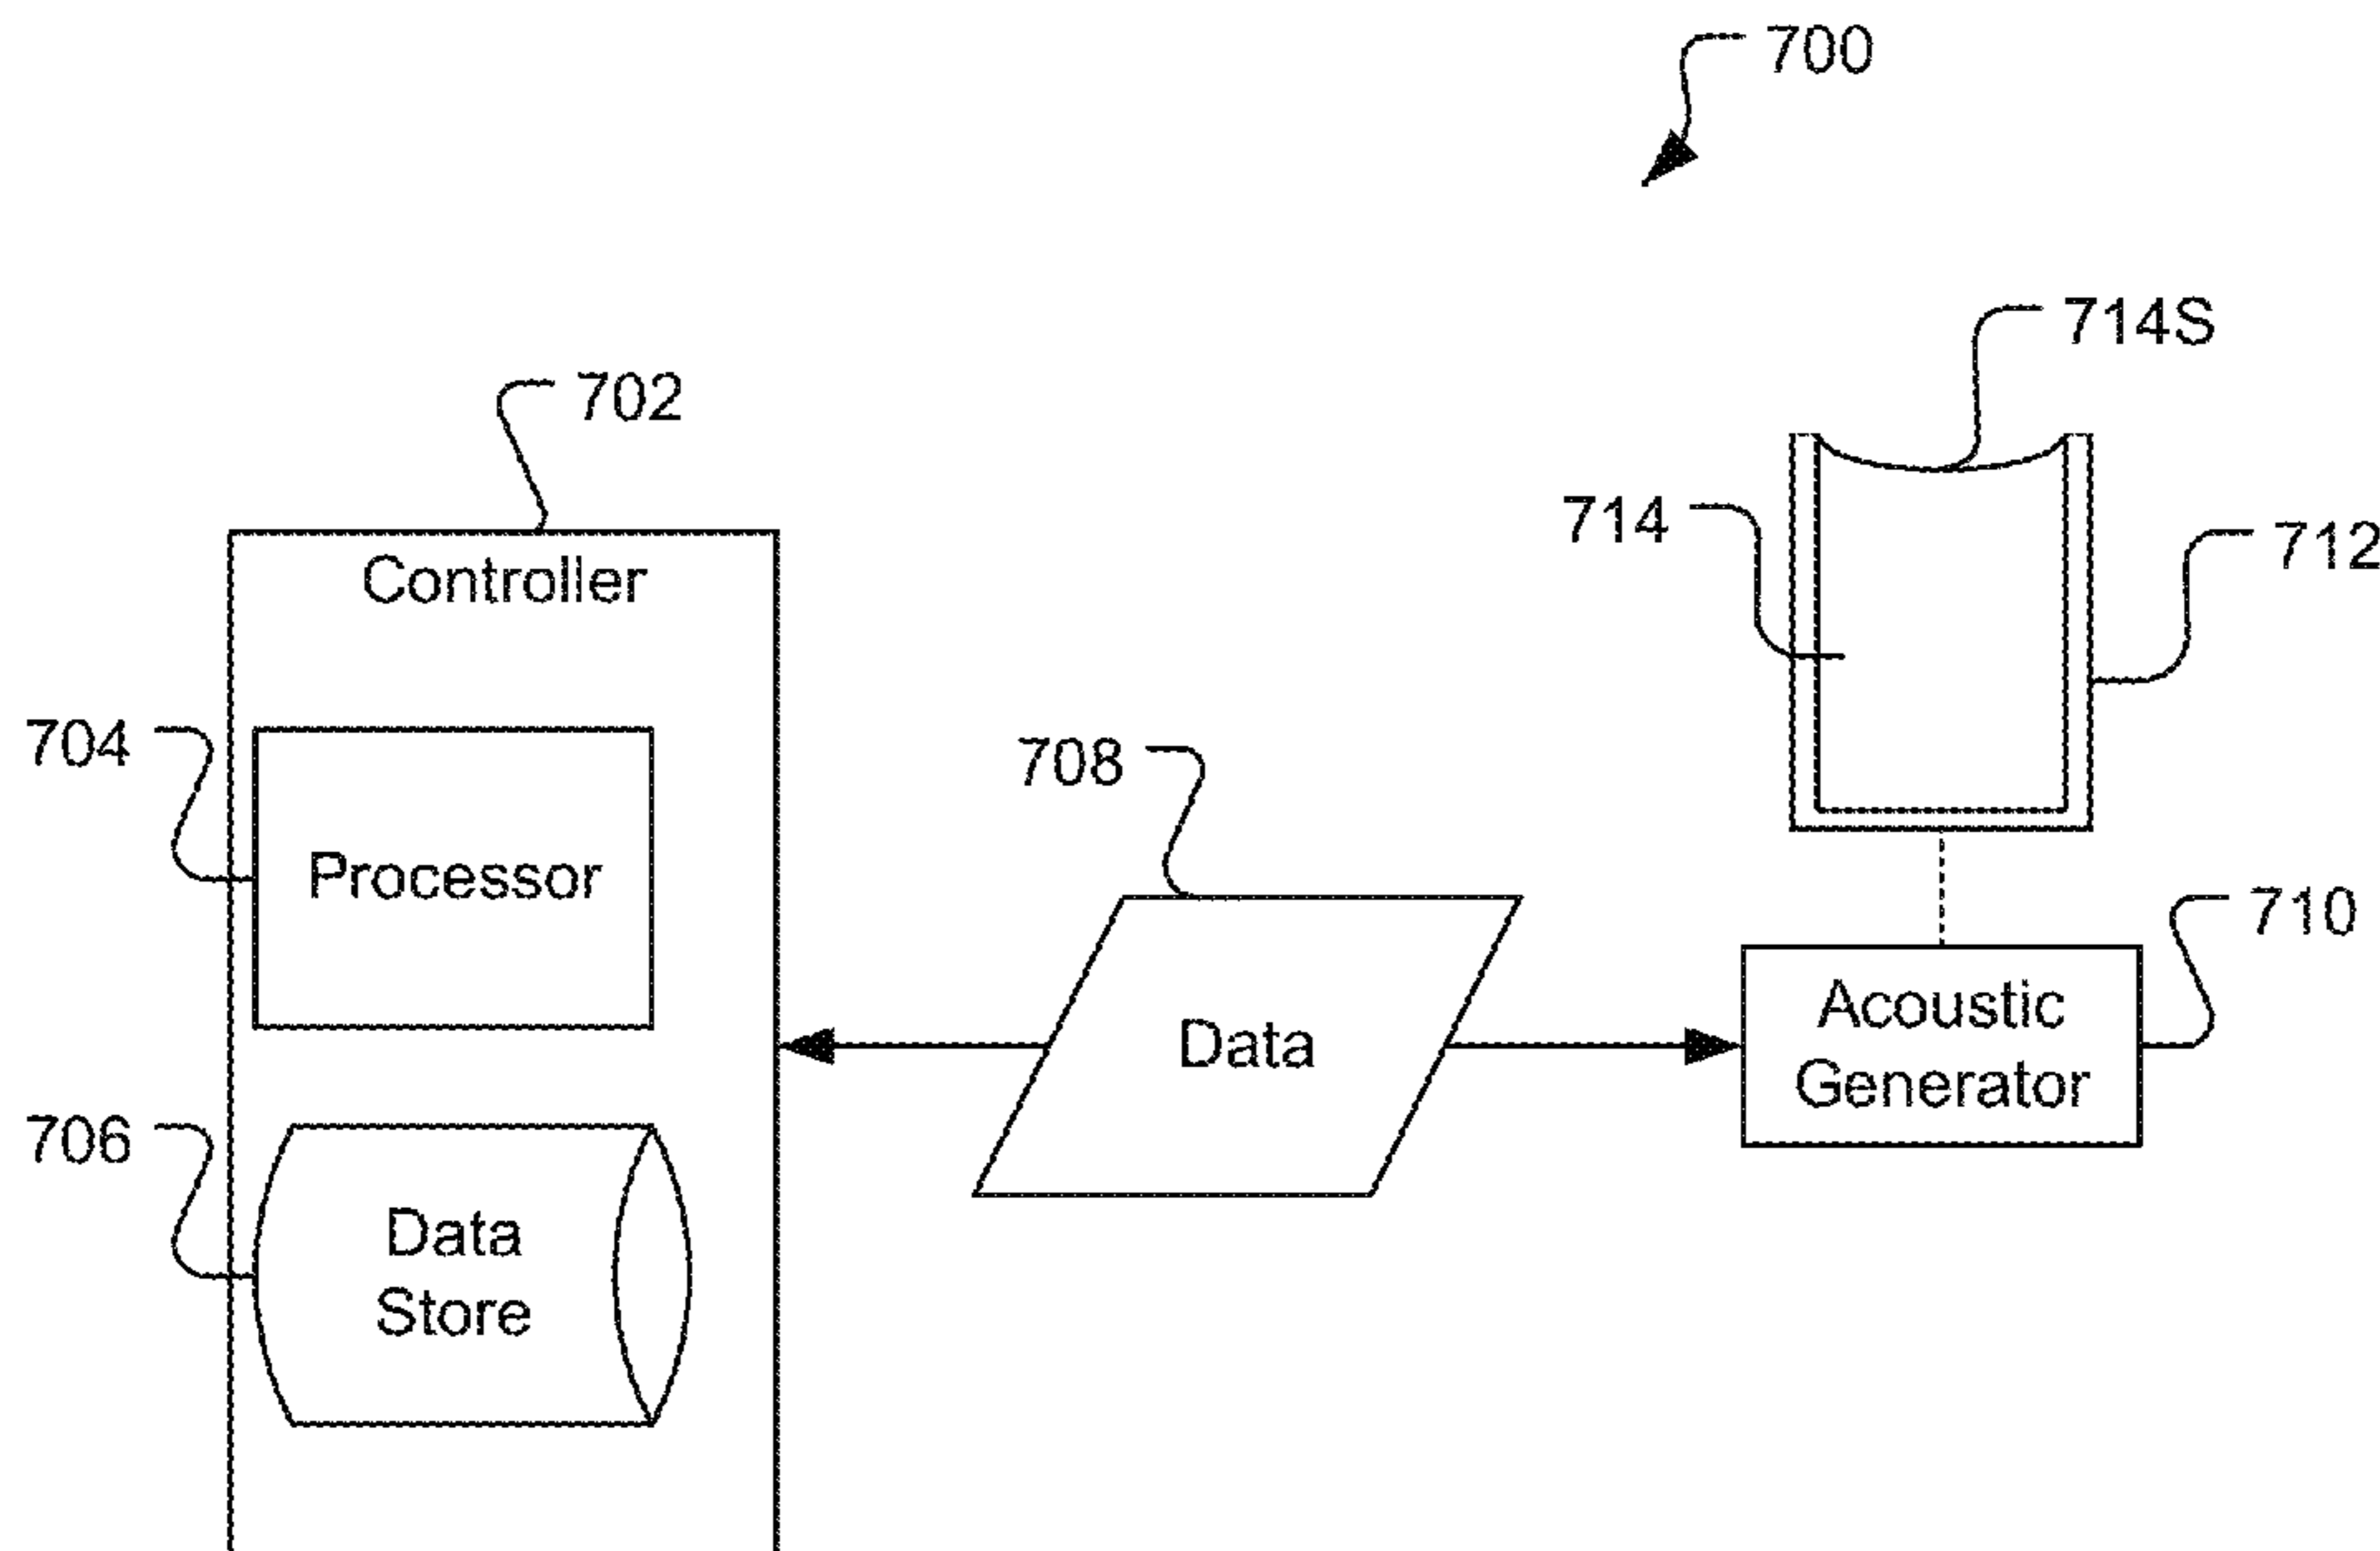 700
714S
702
714
712
Controller
704
708
Processor
710
Data
Acoustic
Generator
706
Data
Store